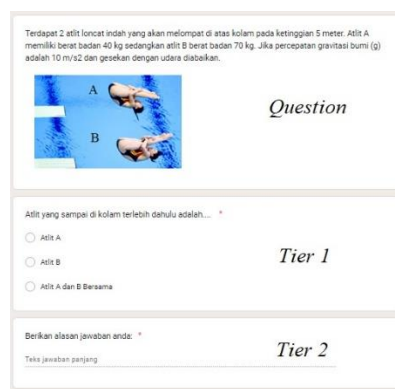 Terdapat 2 atlit loncat indah yang akan melompat di atas kolam pada ketinggian 5 meter. Atlit A
memiliki berat badan 40 kg sedangkan atlit B berat badan 70 kg. Jika percepatan gravitasi bumi (g)
adalah 10 m/s2 dan gesekan dengan udara diabaikan.
A
B
Question
Atlit yang sampai di kolam terlebih dahulu adalah.... *
Atlit A
Atlit B
Atlit A dan B Bersama
Tier 1
Berikan alasan jawaban anda: *
Teks jawaban panjang
Tier 2